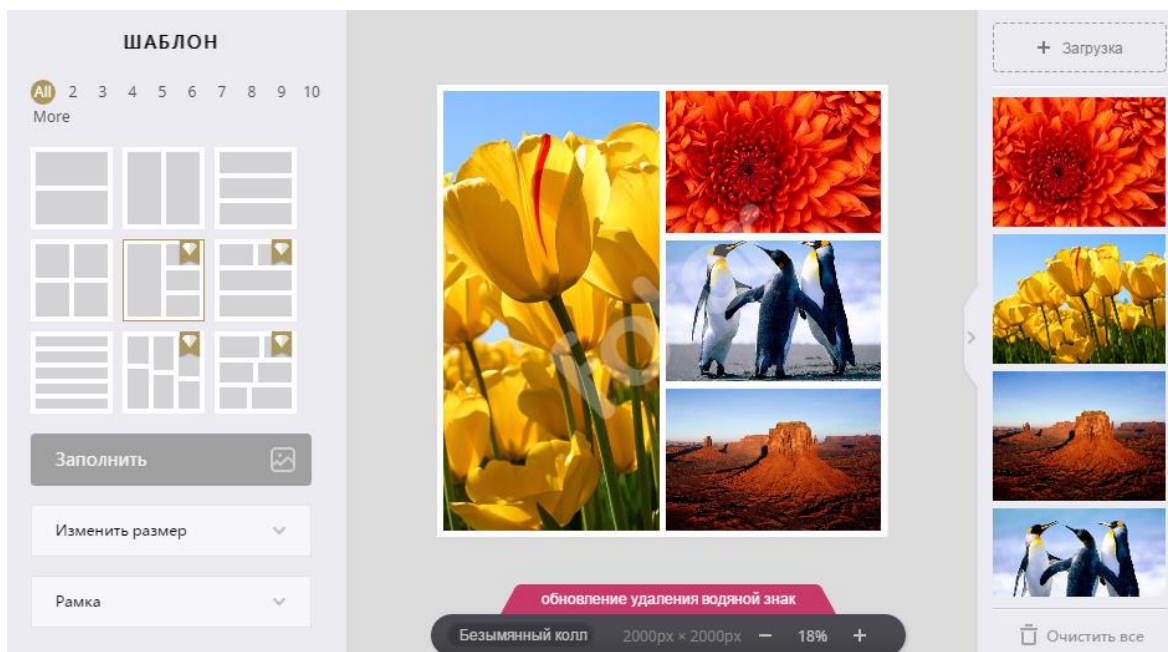 ШАБЛОН
All 2 3 4 5 6 7 8 9 10
More
Заполнить
Изменить размер
Рамка
fotor
обновление удаления водяной знак
Безымянный колл 2000px × 2000px − 18% +
+ Загрузка
Очистить все